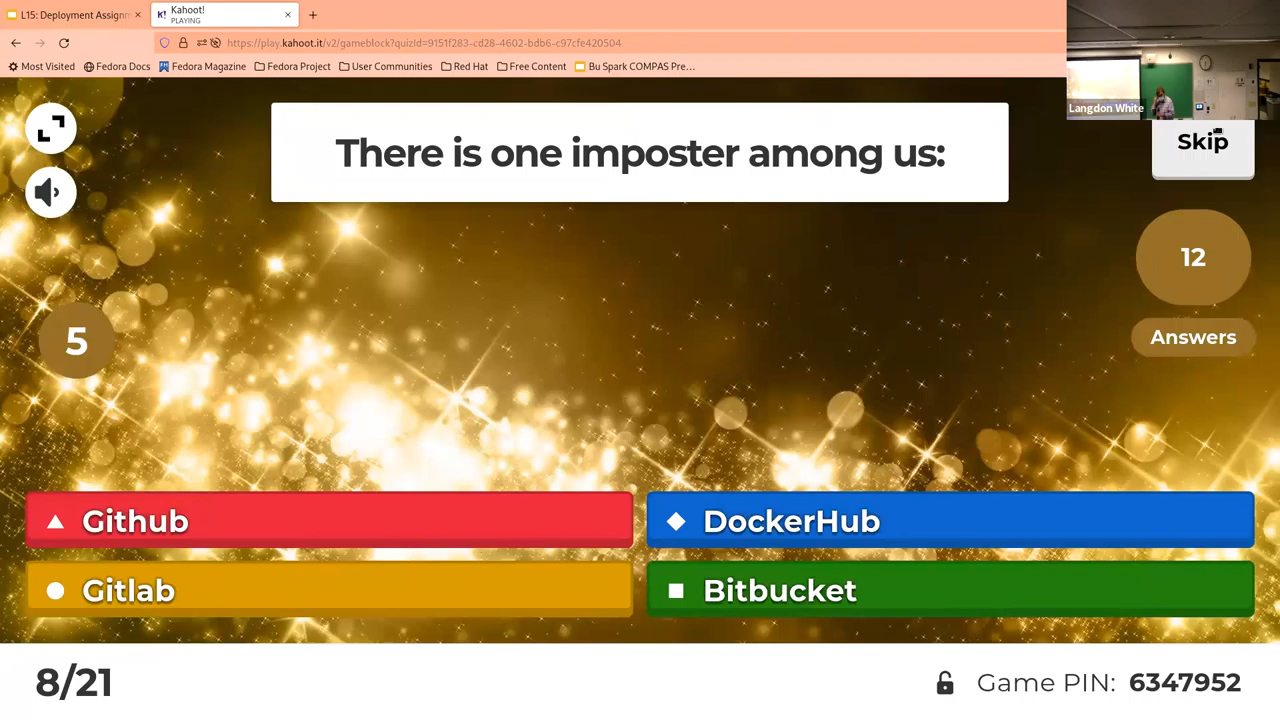 L15: Deployment Assignm
K! Kahoot!
PLAYING
https://play.kahoot.it/v2/gameblock?quizId=9151f283-cd28-4602-bdb6-c97cfe420504
Most Visited
Fedora Docs
Fedora Magazine
Fedora Project
User Communities
Red Hat
Free Content
Bu Spark COMPAS Pre…
Langdon White
There is one imposter among us:
Skip
12
Answers
5
Github
DockerHub
Gitlab
Bitbucket
8/21
Game PIN: 6347952